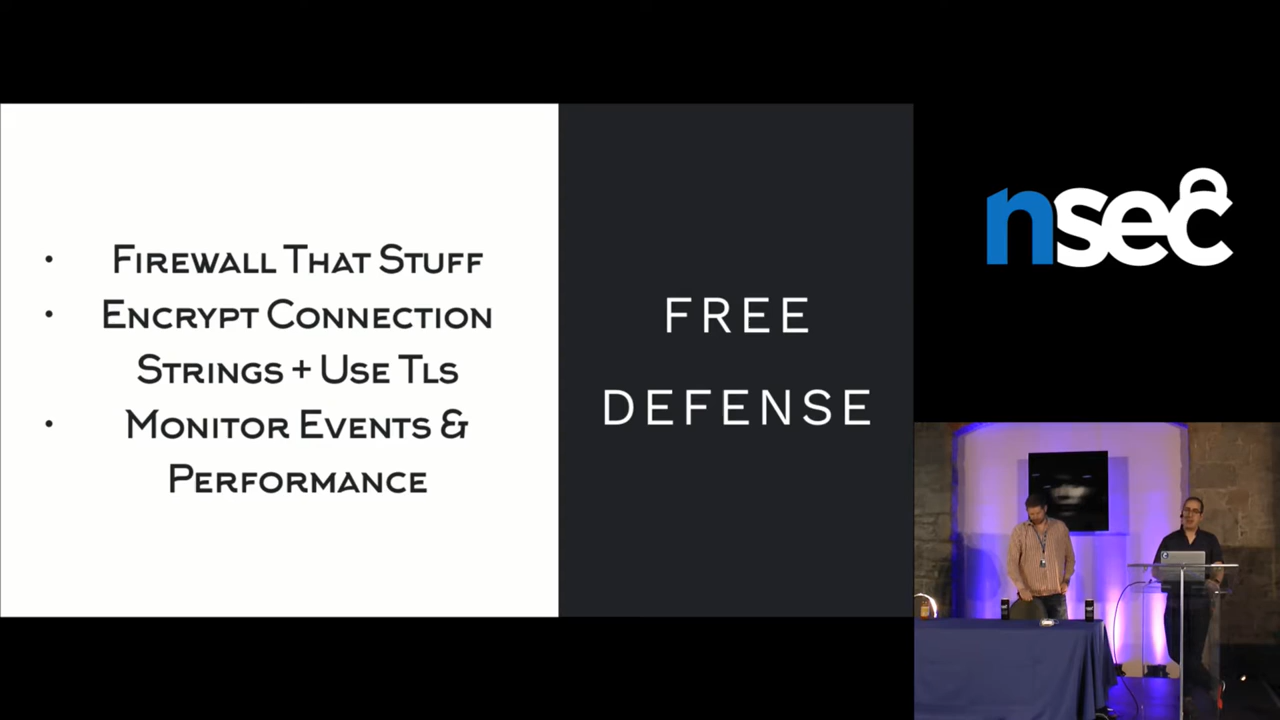 • Firewall That Stuff
• Encrypt Connection
Strings + Use Tls
• Monitor Events &
Performance
FREE
DEFENSE
nsec